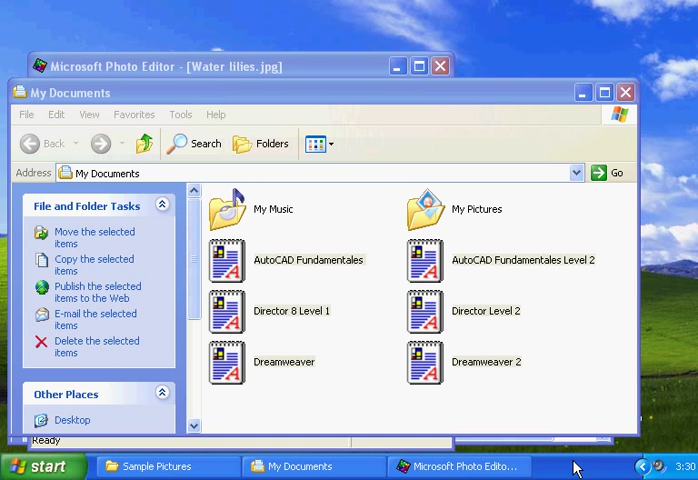 Microsoft Photo Editor - [Water lilies.jpg]
My Documents
File Edit View Favorites Tools Help
Back Search Folders
Address My Documents Go
File and Folder Tasks
Move the selected
items
Copy the selected
items
Publish the selected
items to the Web
E-mail the selected
items
Delete the selected
items
Other Places
Desktop
My Music
My Pictures
AutoCAD Fundamentales
AutoCAD Fundamentales Level 2
Director 8 Level 1
Director Level 2
Dreamweaver
Dreamweaver 2
Ready
start
Sample Pictures
My Documents
Microsoft Photo Edito...
3:30